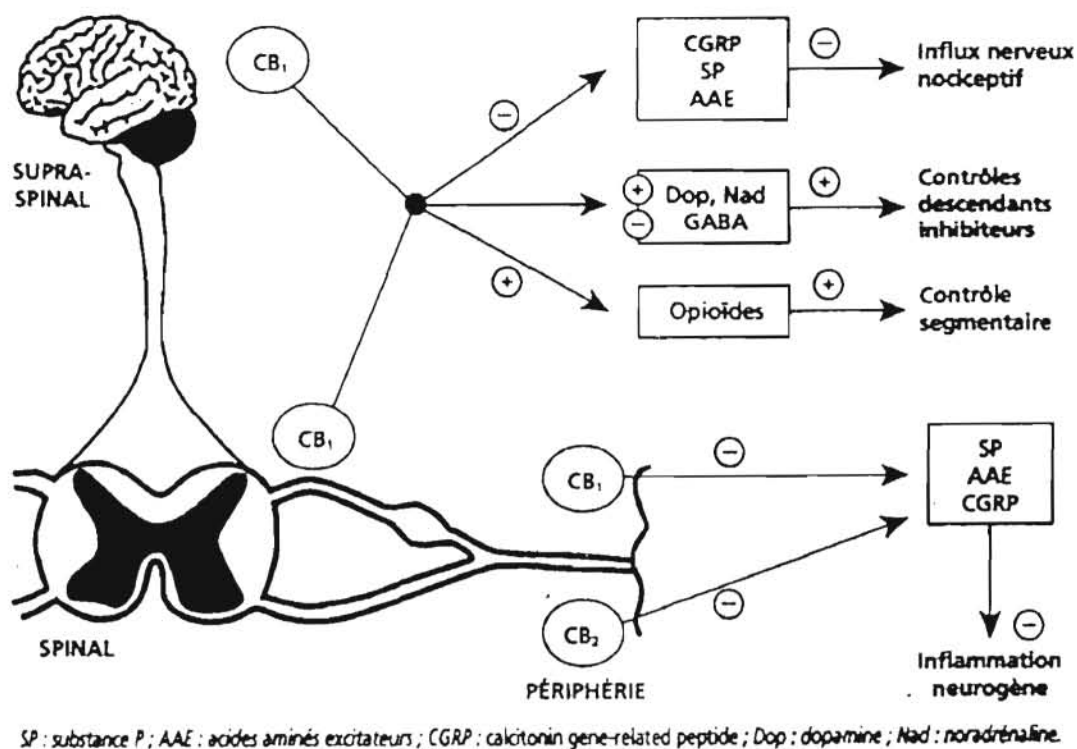 CB₁
CGRP
SP
AAE
−
Influx nerveux
nociceptif
−
SUPRA-
SPINAL
+
−
Dop, Nad
GABA
+
Contrôles
descendants
inhibiteurs
+
Opioïdes
+
Contrôle
segmentaire
CB₁
CB₁
−
SP
AAE
CGRP
CB₂
−
−
SPINAL
PÉRIPHÉRIE
Inflammation
neurogène
SP : substance P ; AAE : acides aminés excitateurs ; CGRP : calcitonin gene-related peptide ; Dop : dopamine ; Nad : noradrénaline.